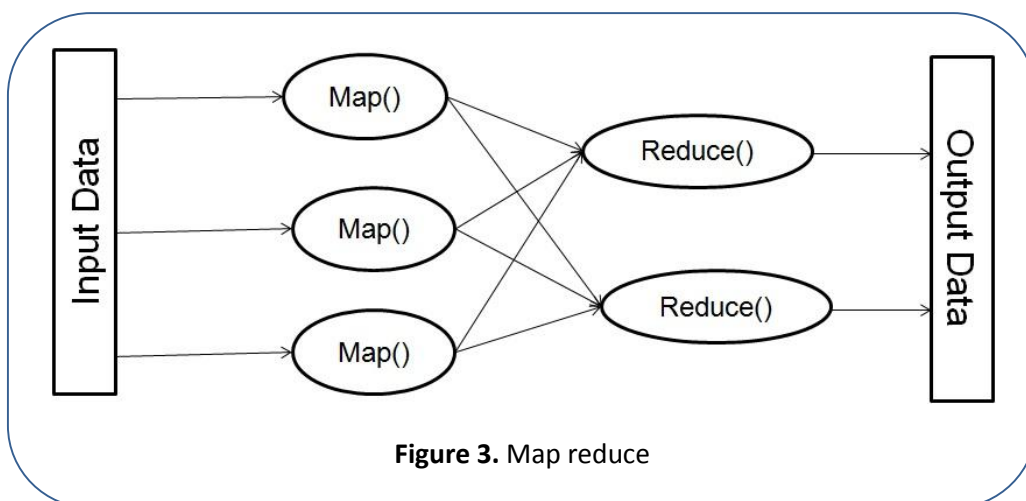 Input Data
Map()
Map()
Map()
Reduce()
Reduce()
Output Data
Figure 3. Map reduce